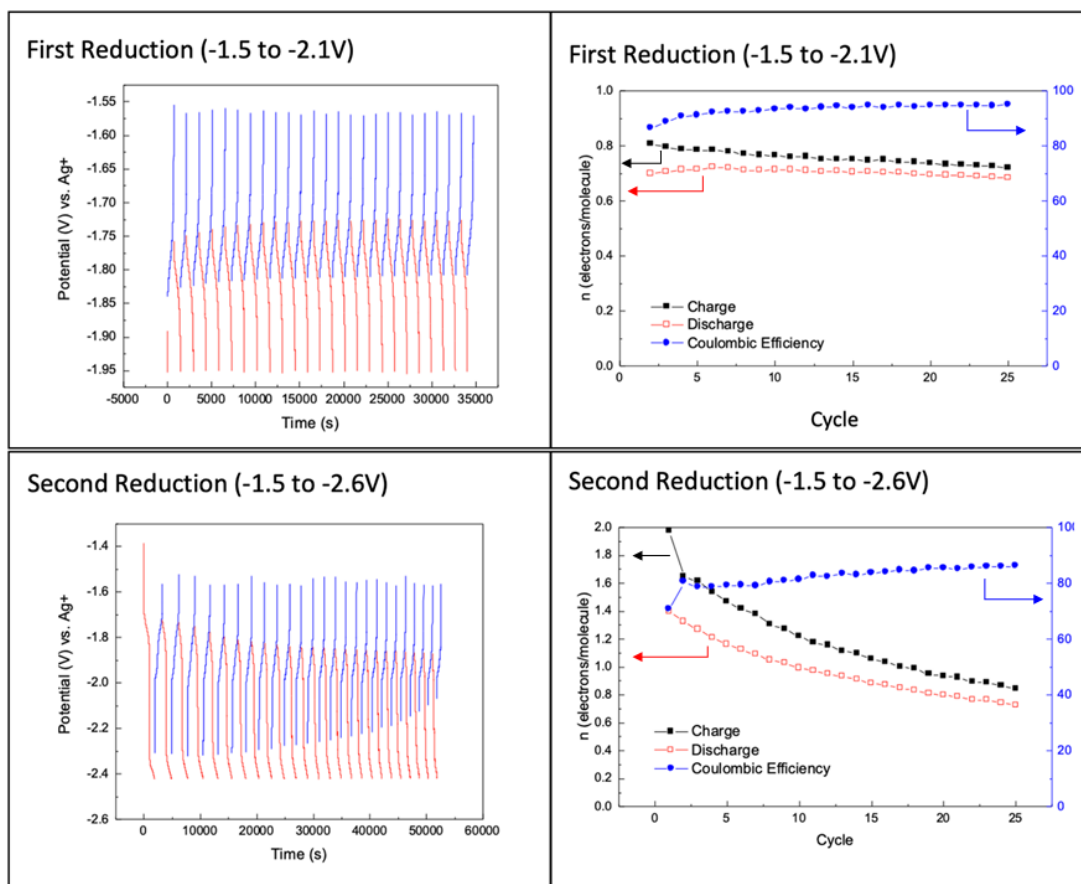 First Reduction (-1.5 to -2.1V)
Potential (V) vs. Ag+
-1.55
-1.60
-1.65
-1.70
-1.75
-1.80
-1.85
-1.90
-1.95
-5000 0 5000 10000 15000 20000 25000 30000 35000
Time (s)
First Reduction (-1.5 to -2.1V)
n (electrons/molecule)
1.0
0.8
0.6
0.4
0.2
0.0
100
80
60
40
20
0
Charge
Discharge
Coulombic Efficiency
0 5 10 15 20 25
Cycle
Second Reduction (-1.5 to -2.6V)
Potential (V) vs. Ag+
-1.4
-1.6
-1.8
-2.0
-2.2
-2.4
-2.6
0 10000 20000 30000 40000 50000 60000
Time (s)
Second Reduction (-1.5 to -2.6V)
n (electrons/molecule)
2.0
1.8
1.6
1.4
1.2
1.0
0.8
0.6
0.4
0.2
0.0
100
80
60
40
20
0
Charge
Discharge
Coulombic Efficiency
0 5 10 15 20 25
Cycle